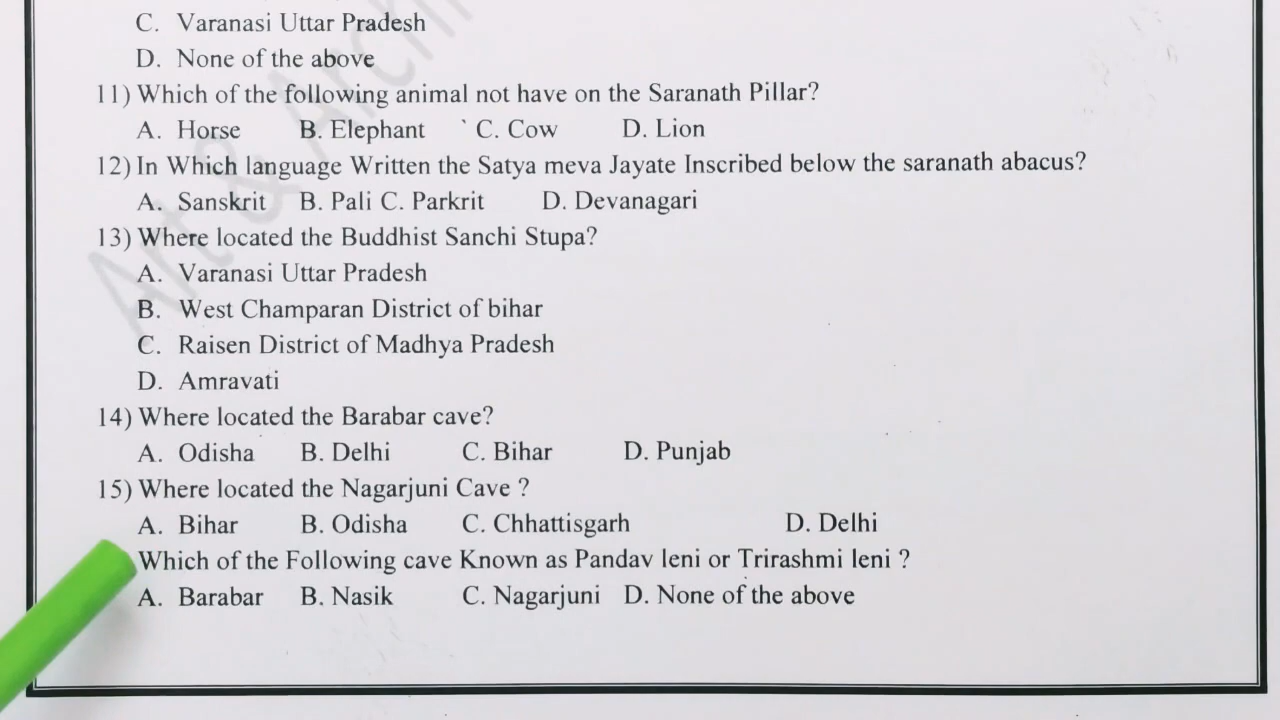 C. Varanasi Uttar Pradesh
D. None of the above
11) Which of the following animal not have on the Saranath Pillar?
A. Horse B. Elephant C. Cow D. Lion
12) In Which language Written the Satya meva Jayate Inscribed below the saranath abacus?
A. Sanskrit B. Pali C. Parkrit D. Devanagari
13) Where located the Buddhist Sanchi Stupa?
A. Varanasi Uttar Pradesh
B. West Champaran District of bihar
C. Raisen District of Madhya Pradesh
D. Amravati
14) Where located the Barabar cave?
A. Odisha B. Delhi C. Bihar D. Punjab
15) Where located the Nagarjuni Cave ?
A. Bihar B. Odisha C. Chhattisgarh D. Delhi
Which of the Following cave Known as Pandav leni or Trirashmi leni ?
A. Barabar B. Nasik C. Nagarjuni D. None of the above